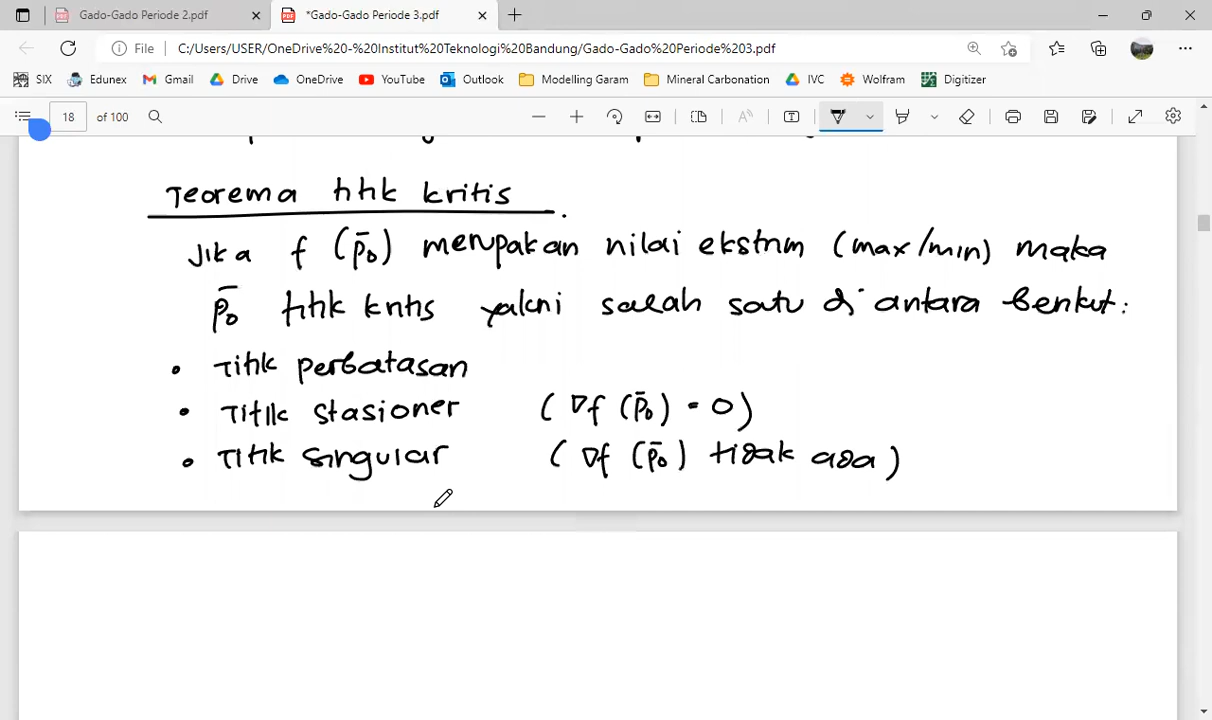 Gado-Gado Periode 2.pdf
*Gado-Gado Periode 3.pdf
File
C:/Users/USER/OneDrive%20-%20Institut%20Teknologi%20Bandung/Gado-Gado%20Periode%203.pdf
SIX
Edunex
Gmail
Drive
OneDrive
YouTube
Outlook
Modelling Garam
Mineral Carbonation
IVC
Wolfram
Digitizer
18 of 100
Teorema titik kritis.
Jika f (p̄₀) merupakan nilai ekstrim (max/min) maka
p̄₀ titik kritis yakni salah satu di antara berikut :
• Titik perbatasan
• Titik stasioner ( ∇f (p̄₀) = 0 )
• Titik singular ( ∇f (p̄₀) tidak ada )